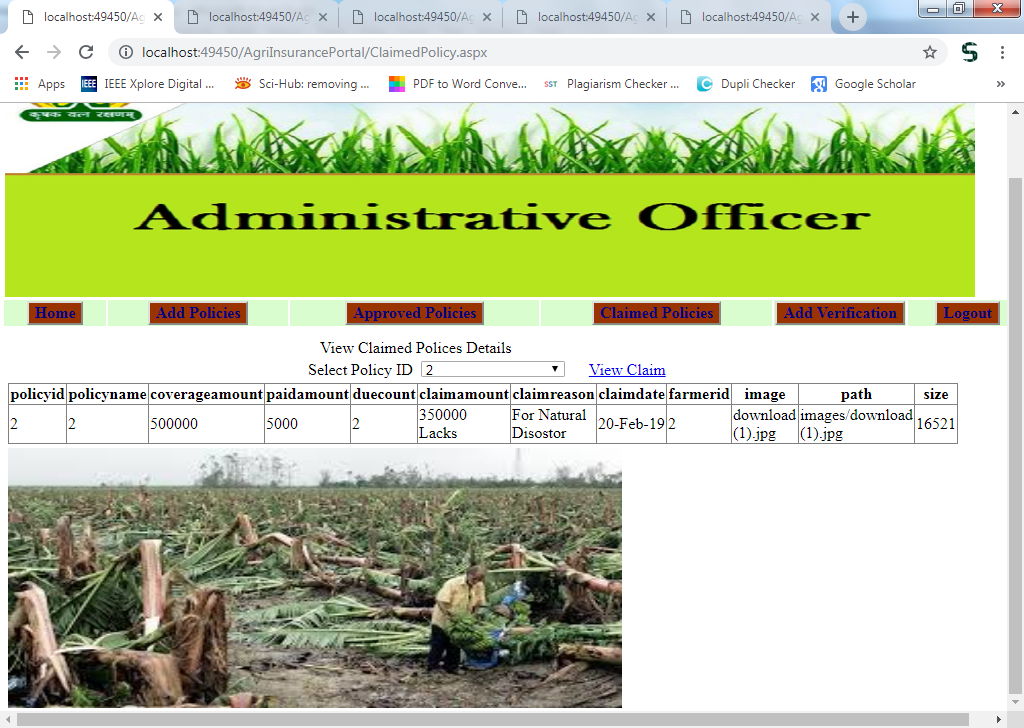 localhost:49450/Ag
localhost:49450/Ag
localhost:49450/Ag
localhost:49450/Ag
localhost:49450/Ag
localhost:49450/AgriInsurancePortal/ClaimedPolicy.aspx
Apps IEEE IEEE Xplore Digital ... Sci-Hub: removing ... PDF to Word Conve... SST Plagiarism Checker ... C Dupli Checker g Google Scholar »
कृषक यत्न रक्षणम्
Administrative Officer
Home Add Policies Approved Policies Claimed Policies Add Verification Logout
View Claimed Polices Details
Select Policy ID 2 View Claim
policyid policyname coverageamount paidamount duecount claimamount claimreason claimdate farmerid image path size
2 2 500000 5000 2 350000 Lacks For Natural Disostor 20-Feb-19 2 download (1).jpg images/download (1).jpg 16521